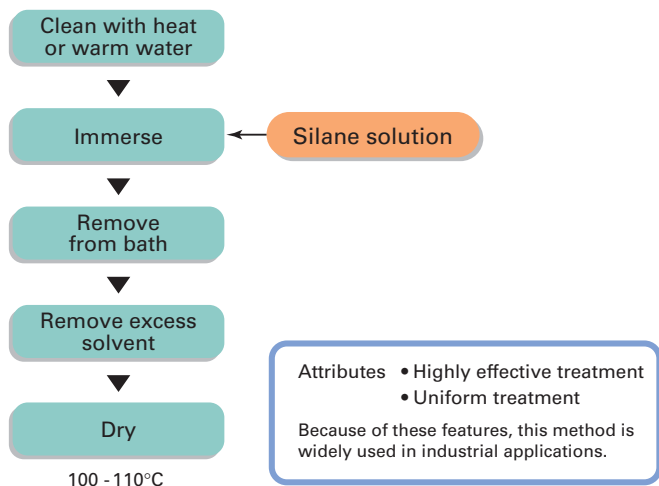 Clean with heat
or warm water
Immerse
Silane solution
Remove
from bath
Remove excess
solvent
Dry
100 - 110°C
Attributes • Highly effective treatment
• Uniform treatment
Because of these features, this method is
widely used in industrial applications.